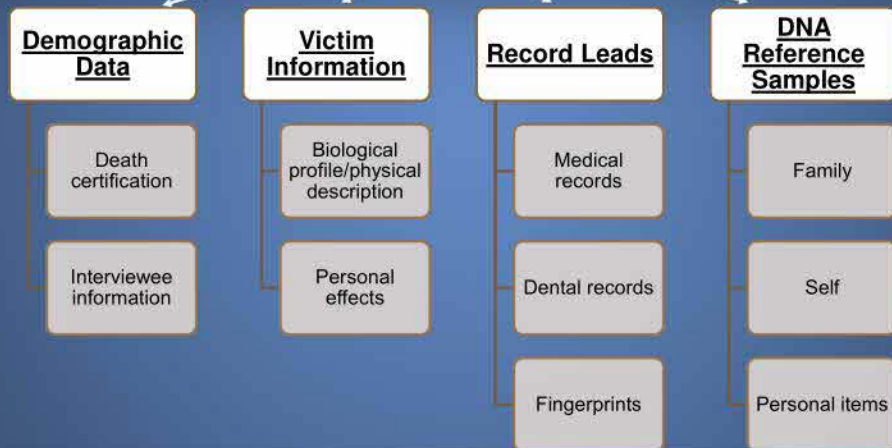 Demographic
Data
Death
certification
Interviewee
information
Victim
Information
Biological
profile/physical
description
Personal
effects
Record Leads
Medical
records
Dental records
Fingerprints
DNA
Reference
Samples
Family
Self
Personal items